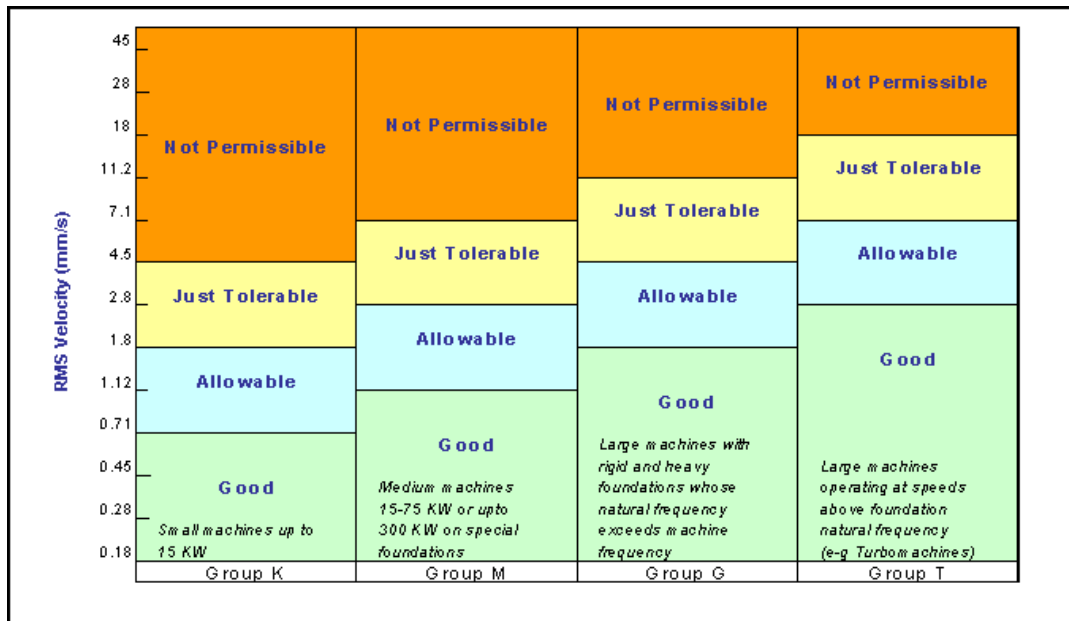 RMS Velocity (mm/s)
45
28
18
11.2
7.1
4.5
2.8
1.8
1.12
0.71
0.45
0.28
0.18
Not Permissible
Just Tolerable
Allowable
Good
Small machines up to
15 KW
Group K
Not Permissible
Just Tolerable
Allowable
Good
Medium machines
15-75 KW or upto
300 KW on special
foundations
Group M
Not Permissible
Just Tolerable
Allowable
Good
Large machines with
rigid and heavy
foundations whose
natural frequency
exceeds machine
frequency
Group G
Not Permissible
Just Tolerable
Allowable
Good
Large machines
operating at speeds
above foundation
natural frequency
(e-g Turbomachines)
Group T